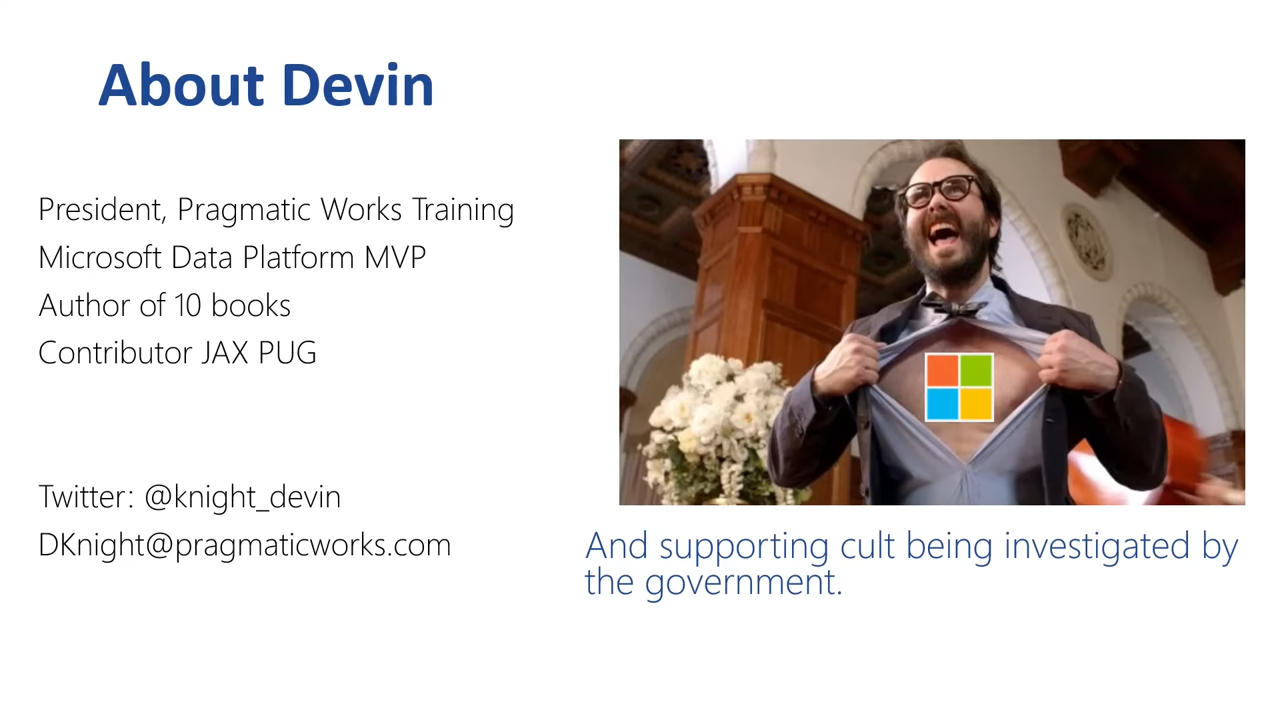 About Devin
President, Pragmatic Works Training
Microsoft Data Platform MVP
Author of 10 books
Contributor JAX PUG
Twitter: @knight_devin
DKnight@pragmaticworks.com
And supporting cult being investigated by
the government.